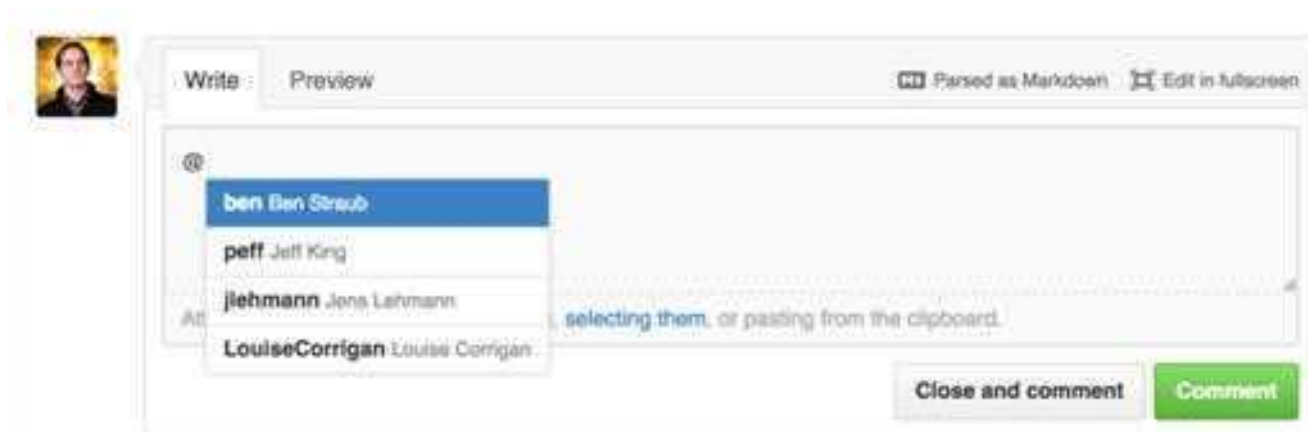 Write Preview Parsed as Markdown Edit in fullscreen
@
ben Ben Straub
peff Jeff King
jlehmann Jens Lehmann
At , selecting them, or pasting from the clipboard.
LouiseCorrigan Louise Corrigan
Close and comment Comment